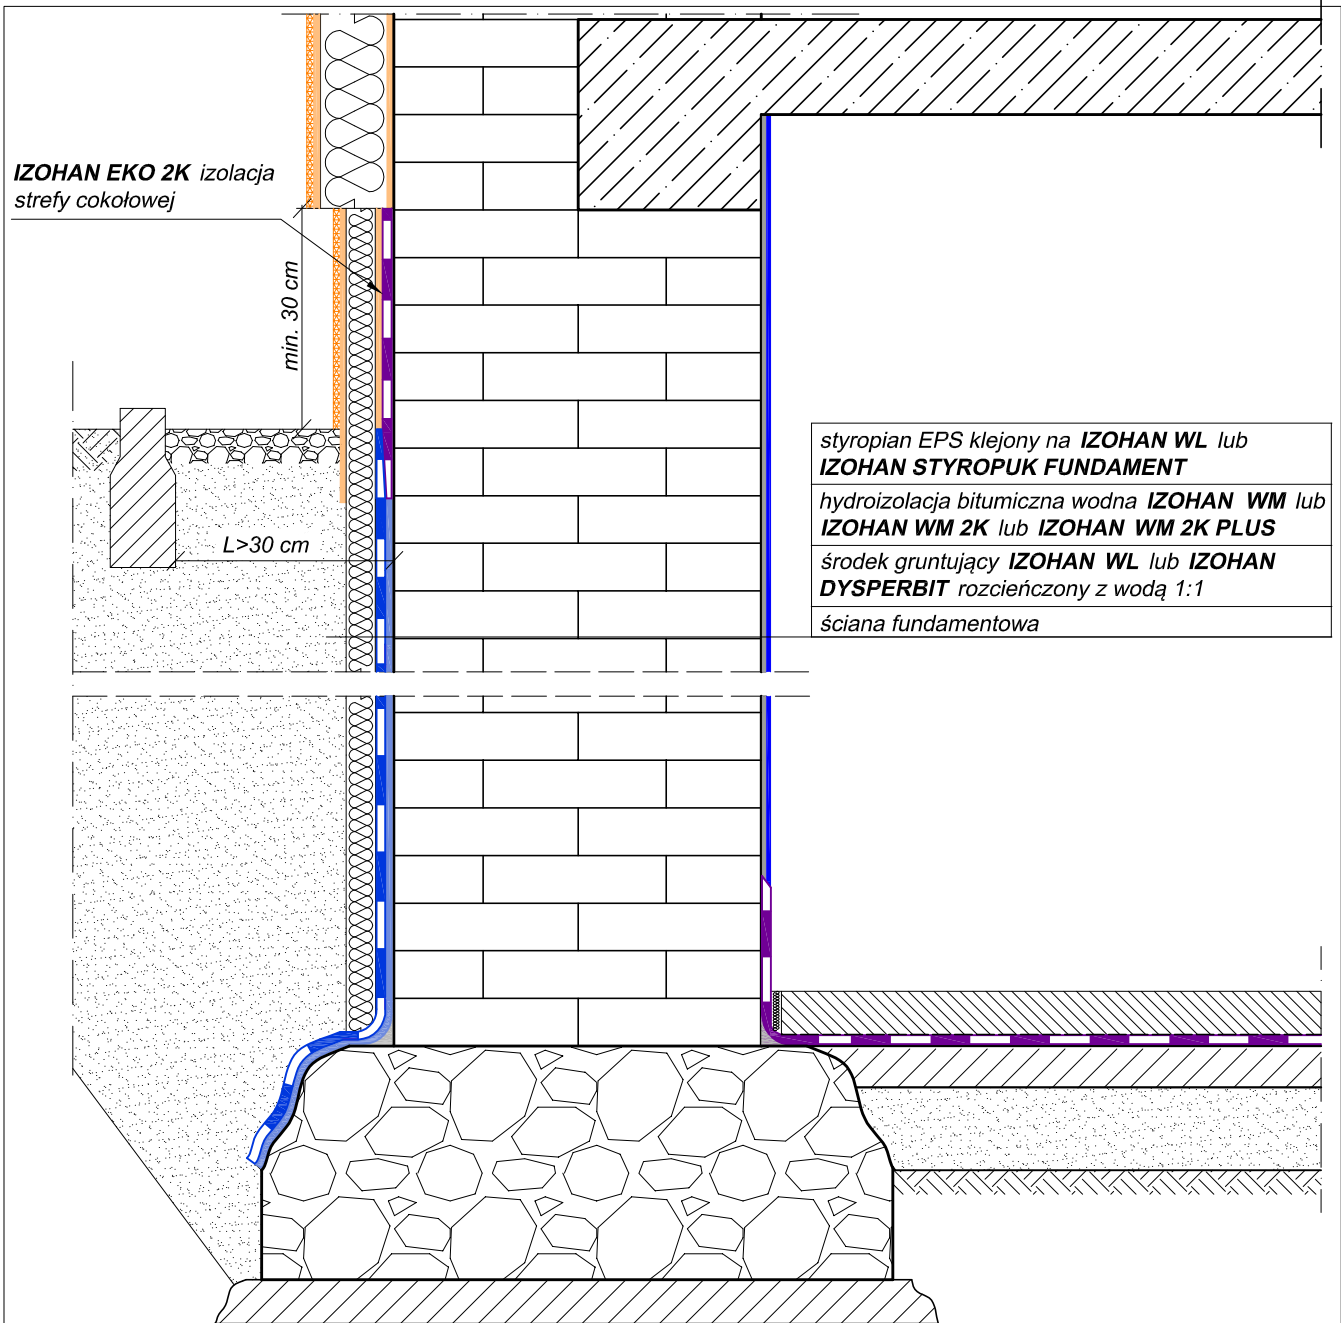 IZOHAN EKO 2K izolacja
strefy cokołowej
min. 30 cm
L>30 cm
styropian EPS klejony na IZOHAN WL lub
IZOHAN STYROPUK FUNDAMENT
hydroizolacja bitumiczna wodna IZOHAN WM lub
IZOHAN WM 2K lub IZOHAN WM 2K PLUS
środek gruntujący IZOHAN WL lub IZOHAN
DYSPERBIT rozcieńczony z wodą 1:1
ściana fundamentowa